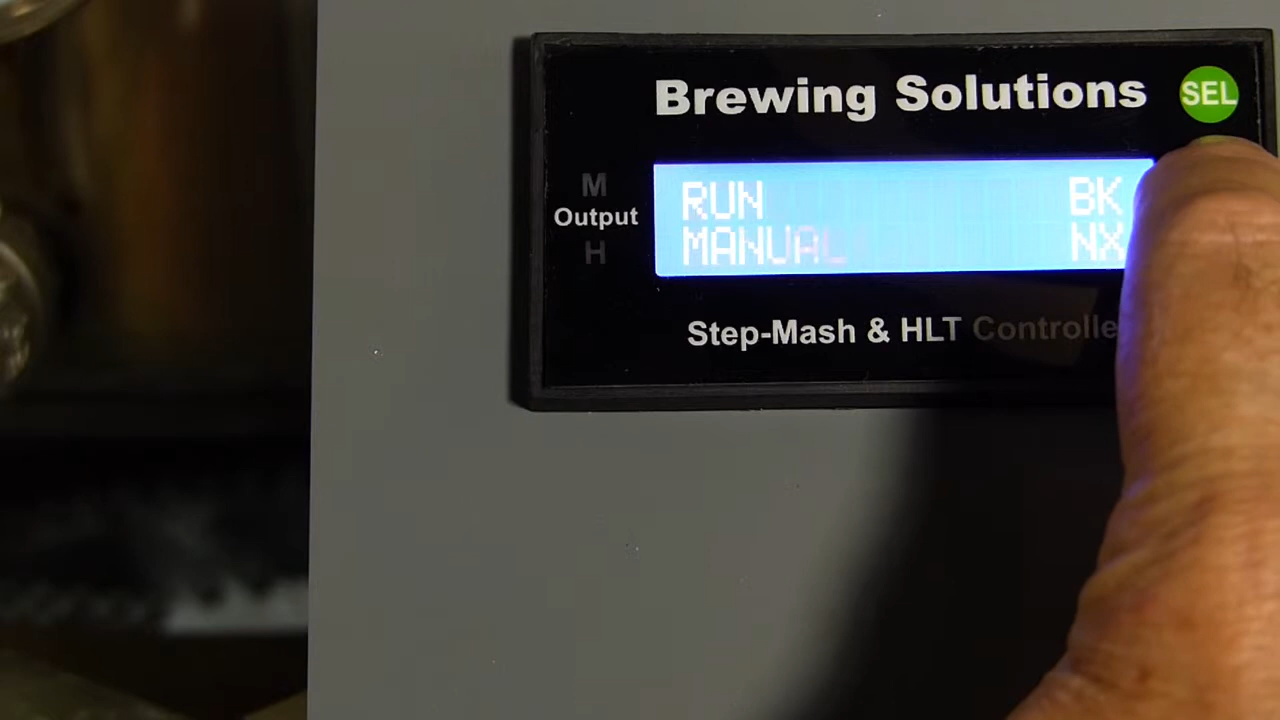 Brewing Solutions
SEL
M
Output
H
RUN BK
MANUAL NX
Step-Mash & HLT Controlle